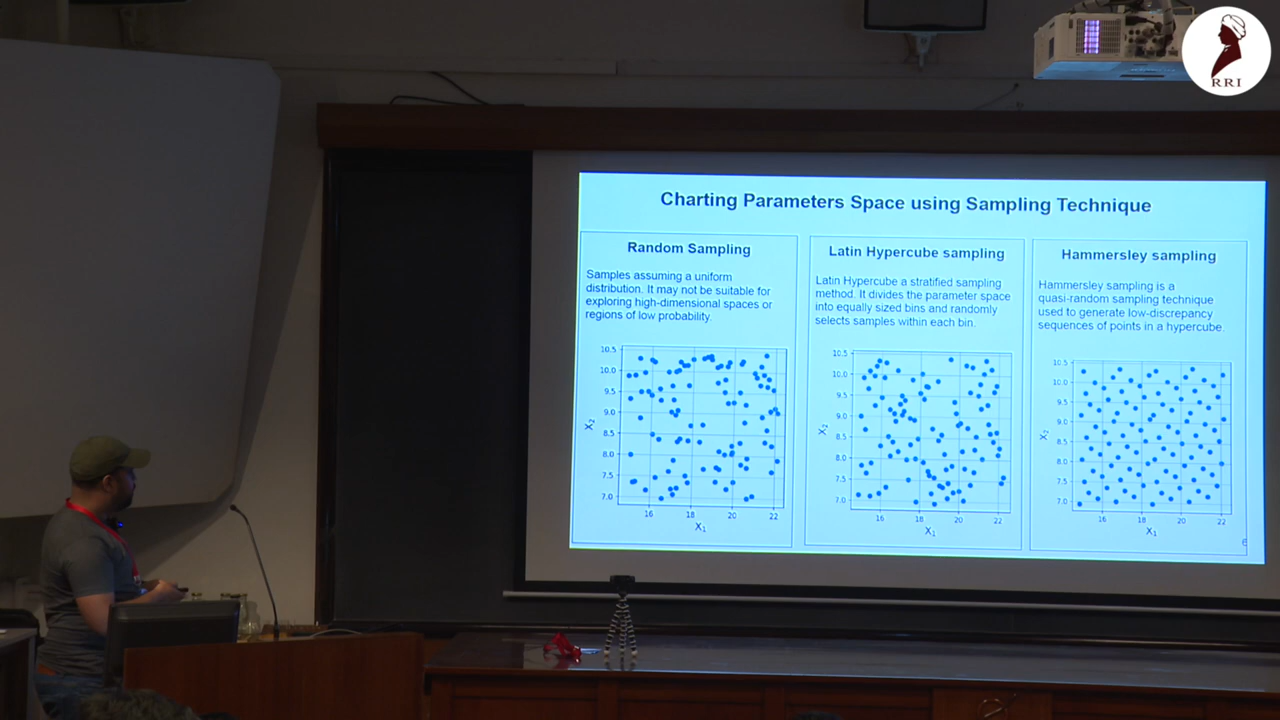 RRI
Charting Parameters Space using Sampling Technique
Random Sampling
Samples assuming a uniform
distribution. It may not be suitable for
exploring high-dimensional spaces or
regions of low probability.
10.5
10.0
9.5
9.0
8.5
8.0
7.5
7.0
X₂
16 18 20 22
X₁
Latin Hypercube sampling
Latin Hypercube a stratified sampling
method. It divides the parameter space
into equally sized bins and randomly
selects samples within each bin.
10.5
10.0
9.5
9.0
8.5
8.0
7.5
7.0
X₂
16 18 20 22
X₁
Hammersley sampling
Hammersley sampling is a
quasi-random sampling technique
used to generate low-discrepancy
sequences of points in a hypercube.
10.5
10.0
9.5
9.0
8.5
8.0
7.5
7.0
X₂
16 18 20 22
X₁